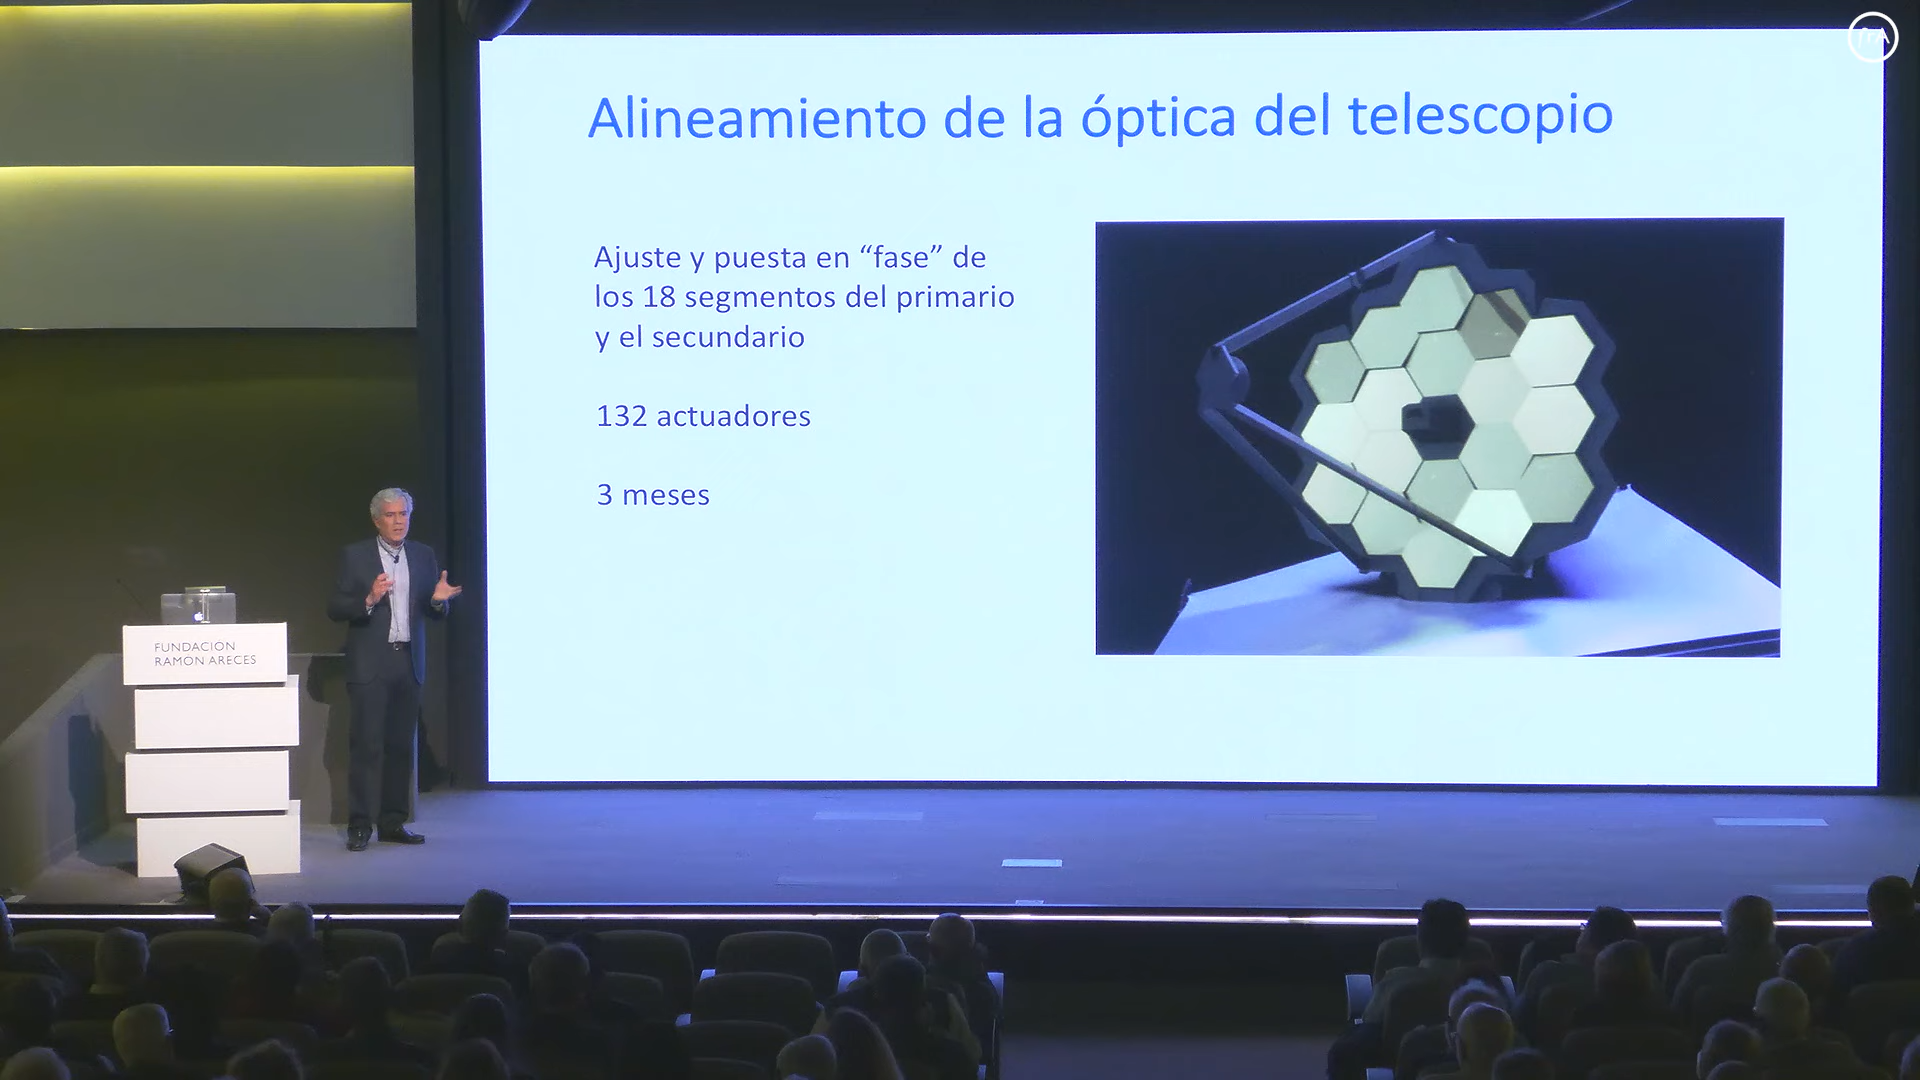 frA
Alineamiento de la óptica del telescopio
Ajuste y puesta en “fase” de
los 18 segmentos del primario
y el secundario
132 actuadores
3 meses
FUNDACION
RAMON ARECES